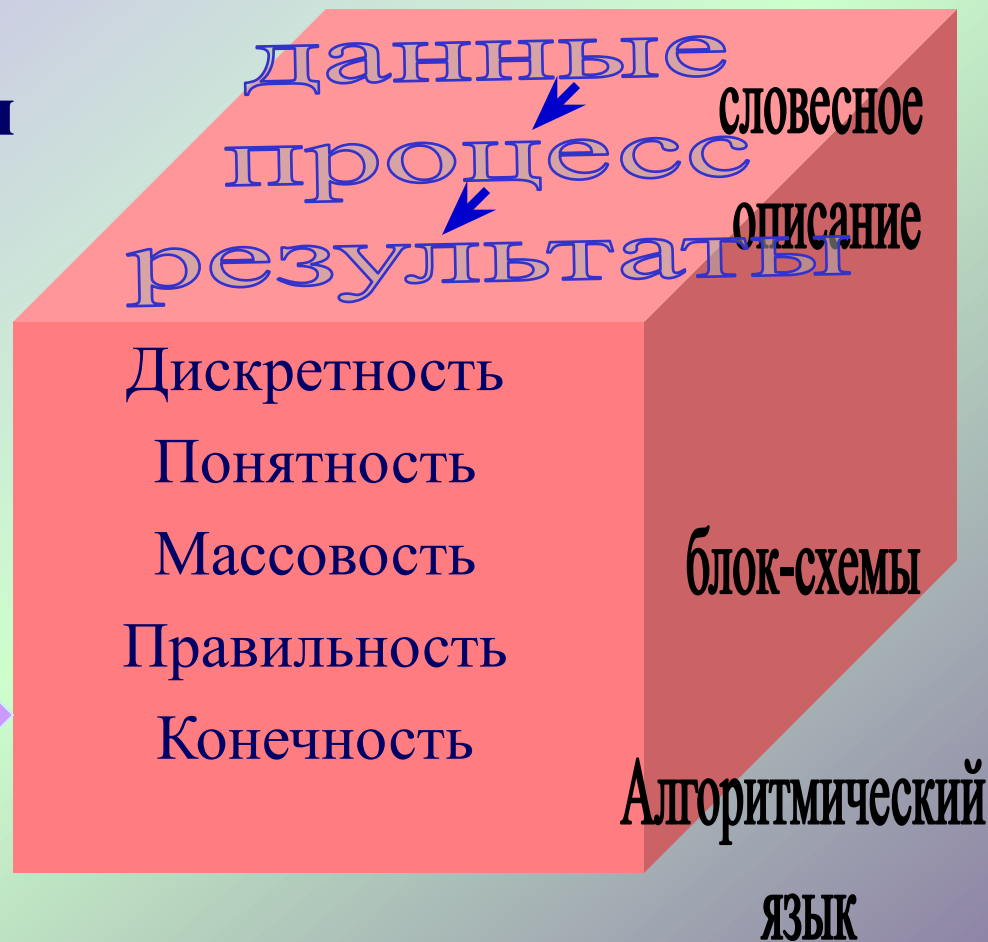 данные
процесс
результаты
Дискретность
Понятность
Массовость
Правильность
Конечность
словесное
описание
блок-схемы
Алгоритмический
язык